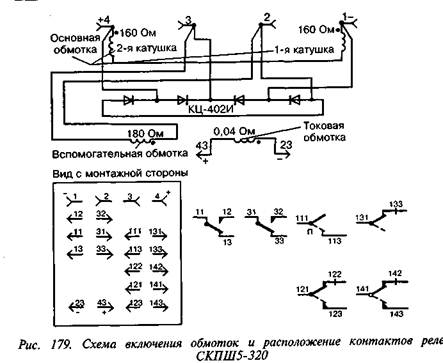 +4 3 2 1-
160 Ом 160 Ом
Основная обмотка
2-я катушка 1-я катушка
КЦ-402И
180 Ом 0,04 Ом Токовая обмотка
Вспомогательная обмотка
43 23
+ -
Вид с монтажной стороны
- 1 2 3 4 +
12 32
11 31 111 131
13 33 113 133
122 142
121 141
23 43 123 143
- +
11 12 31 32 111 131 133
13 33 П 113
122 142
121 141
123 143
Рис. 179. Схема включения обмоток и расположение контактов реле
СКПШ5-320